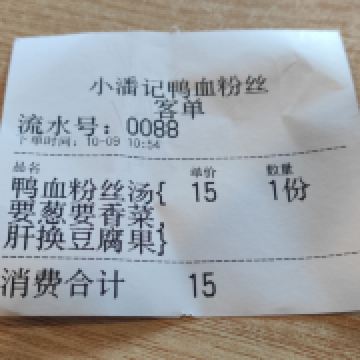 小潘记鸭血粉丝
客单
流水号：0088
下单时间：10-09 10:54
品名 单价 数量
鸭血粉丝汤{ 15 1份
要葱要香菜
肝换豆腐果}
消费合计 15